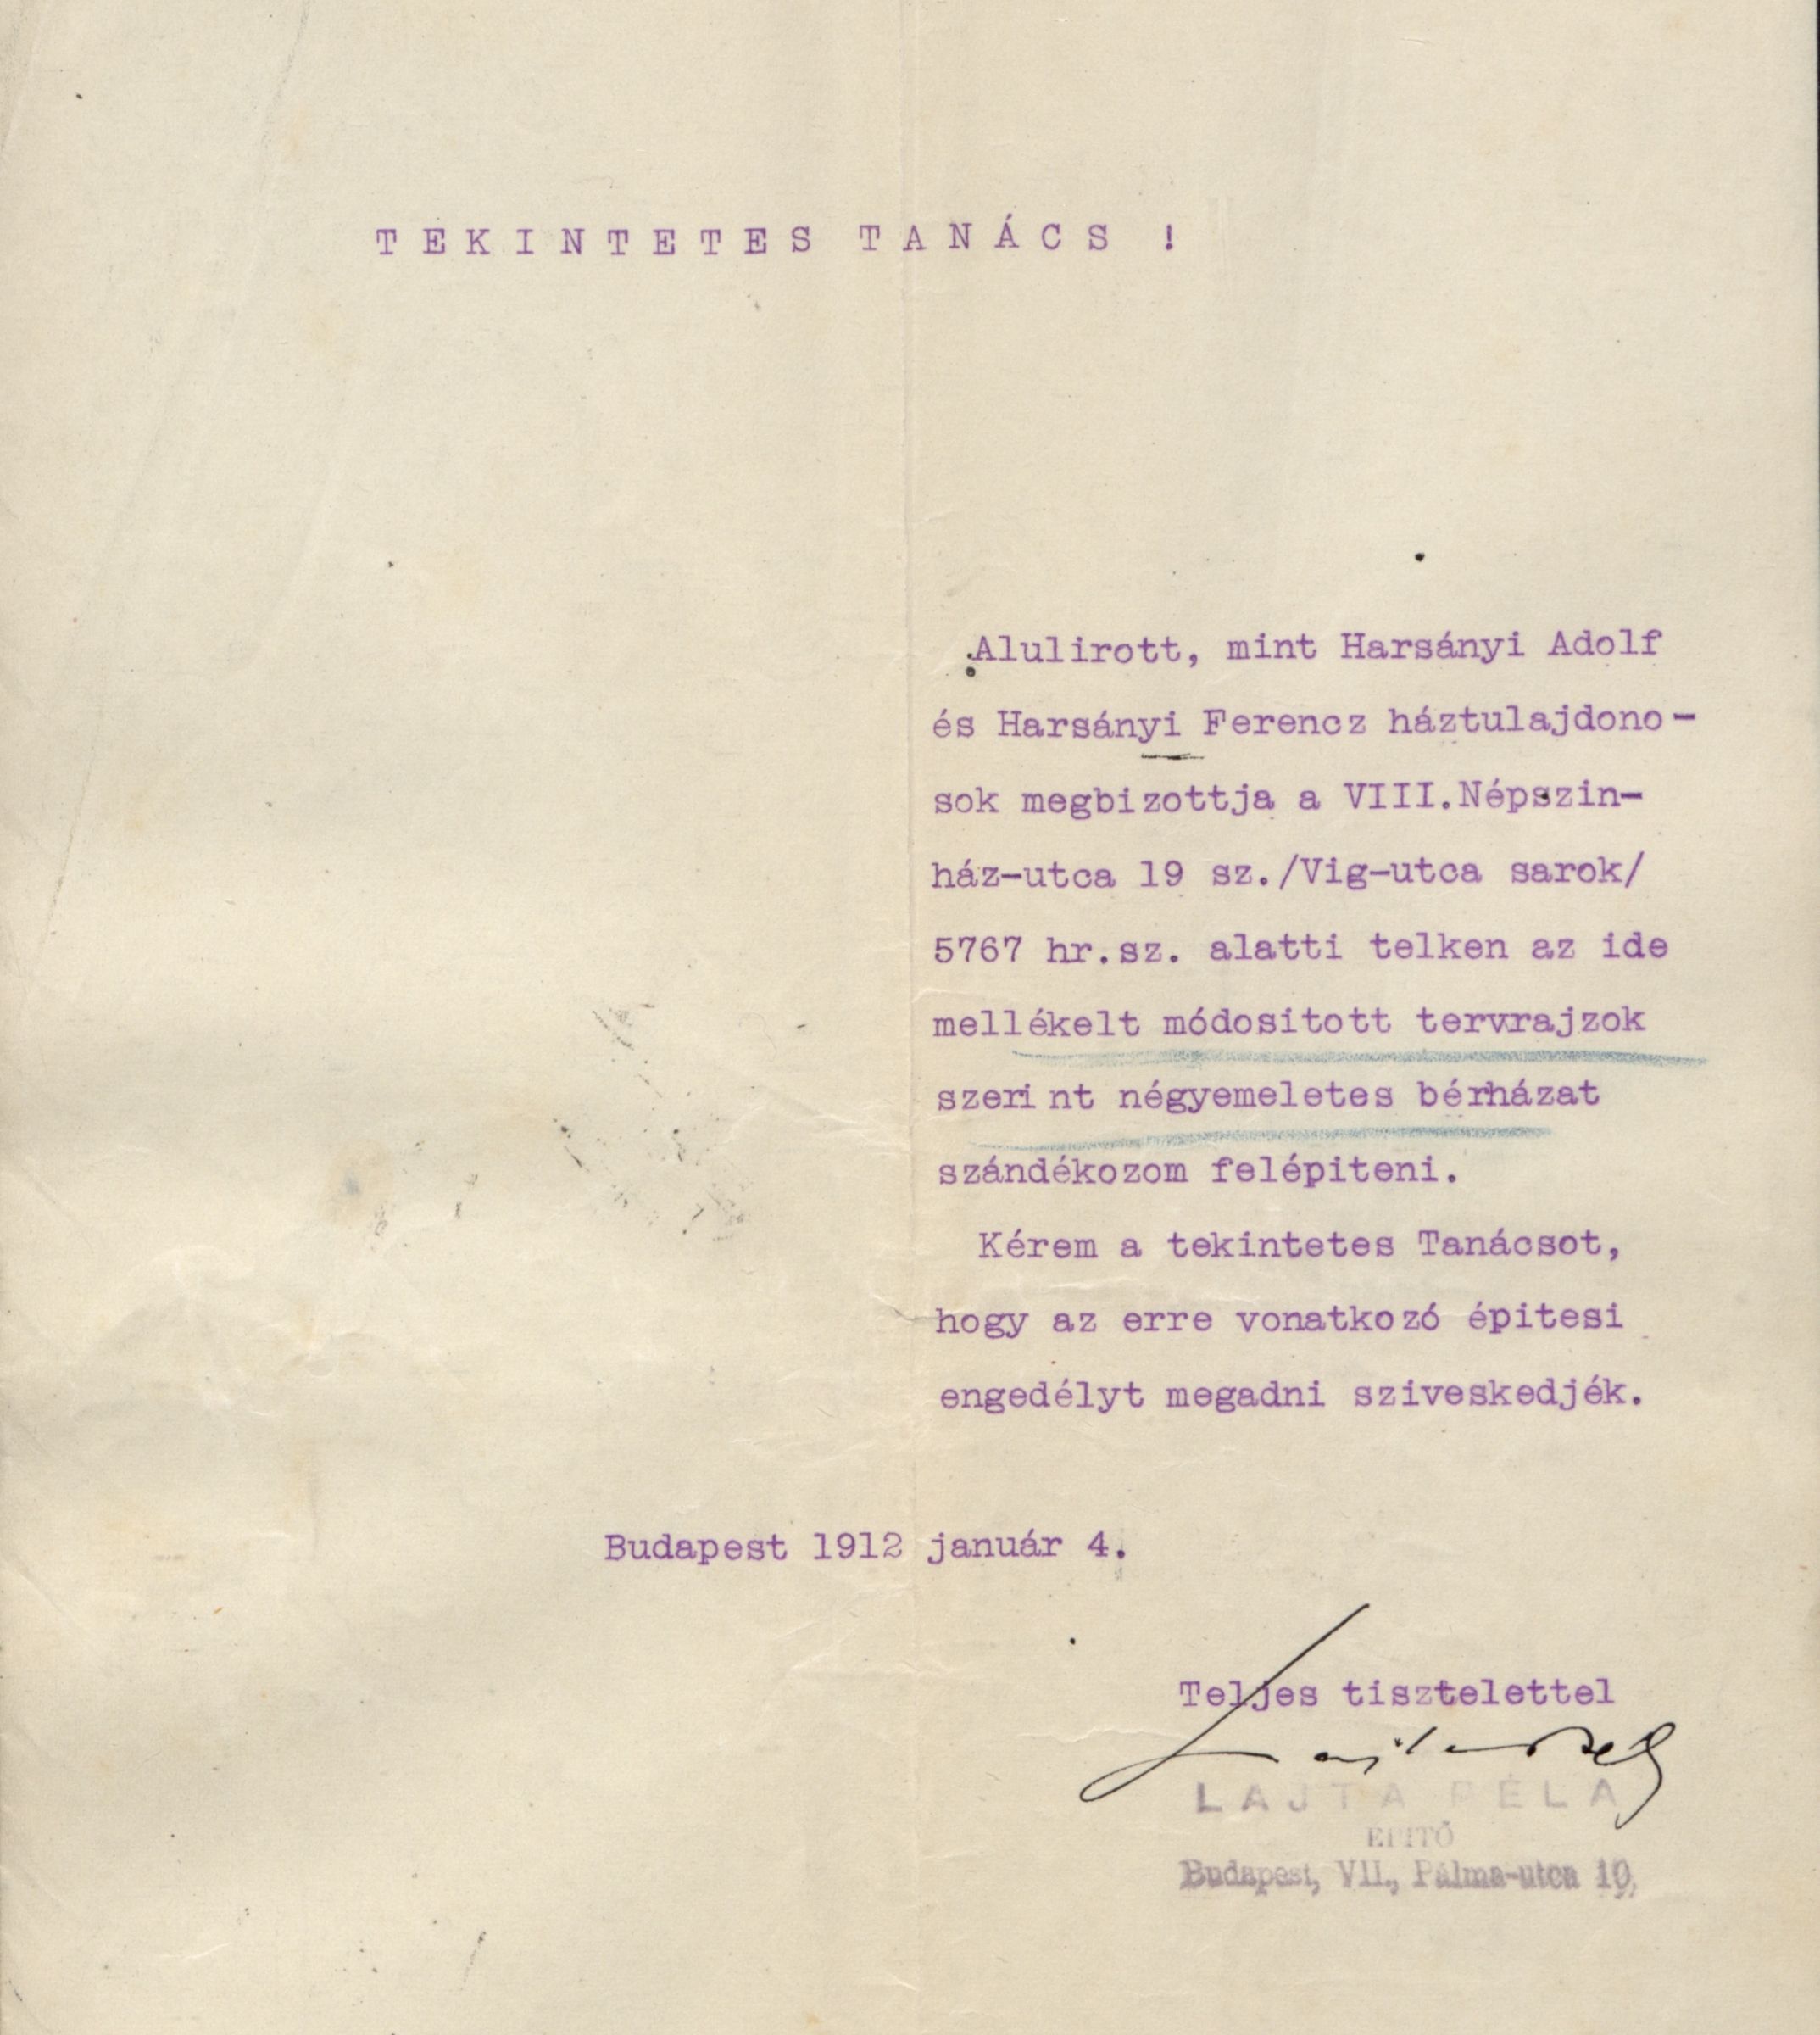 TEKINTETES TANÁCS !
Alulirott, mint Harsányi Adolf
és Harsányi Ferencz háztulajdono-
sok megbizottja a VIII.Népszin-
ház-utca 19 sz./Vig-utca sarok/
5767 hr.sz. alatti telken az ide
mellékelt módositott tervrajzok
szerint négyemeletes bérházat
szándékozom felépiteni.
Kérem a tekintetes Tanácsot,
hogy az erre vonatkozó épitesi
engedélyt megadni sziveskedjék.
Budapest 1912 január 4.
Teljes tisztelettel
Lajta Béla
LAJTA BÉLA
ÉPITŐ
Budapest, VII., Pálma-utca 10,